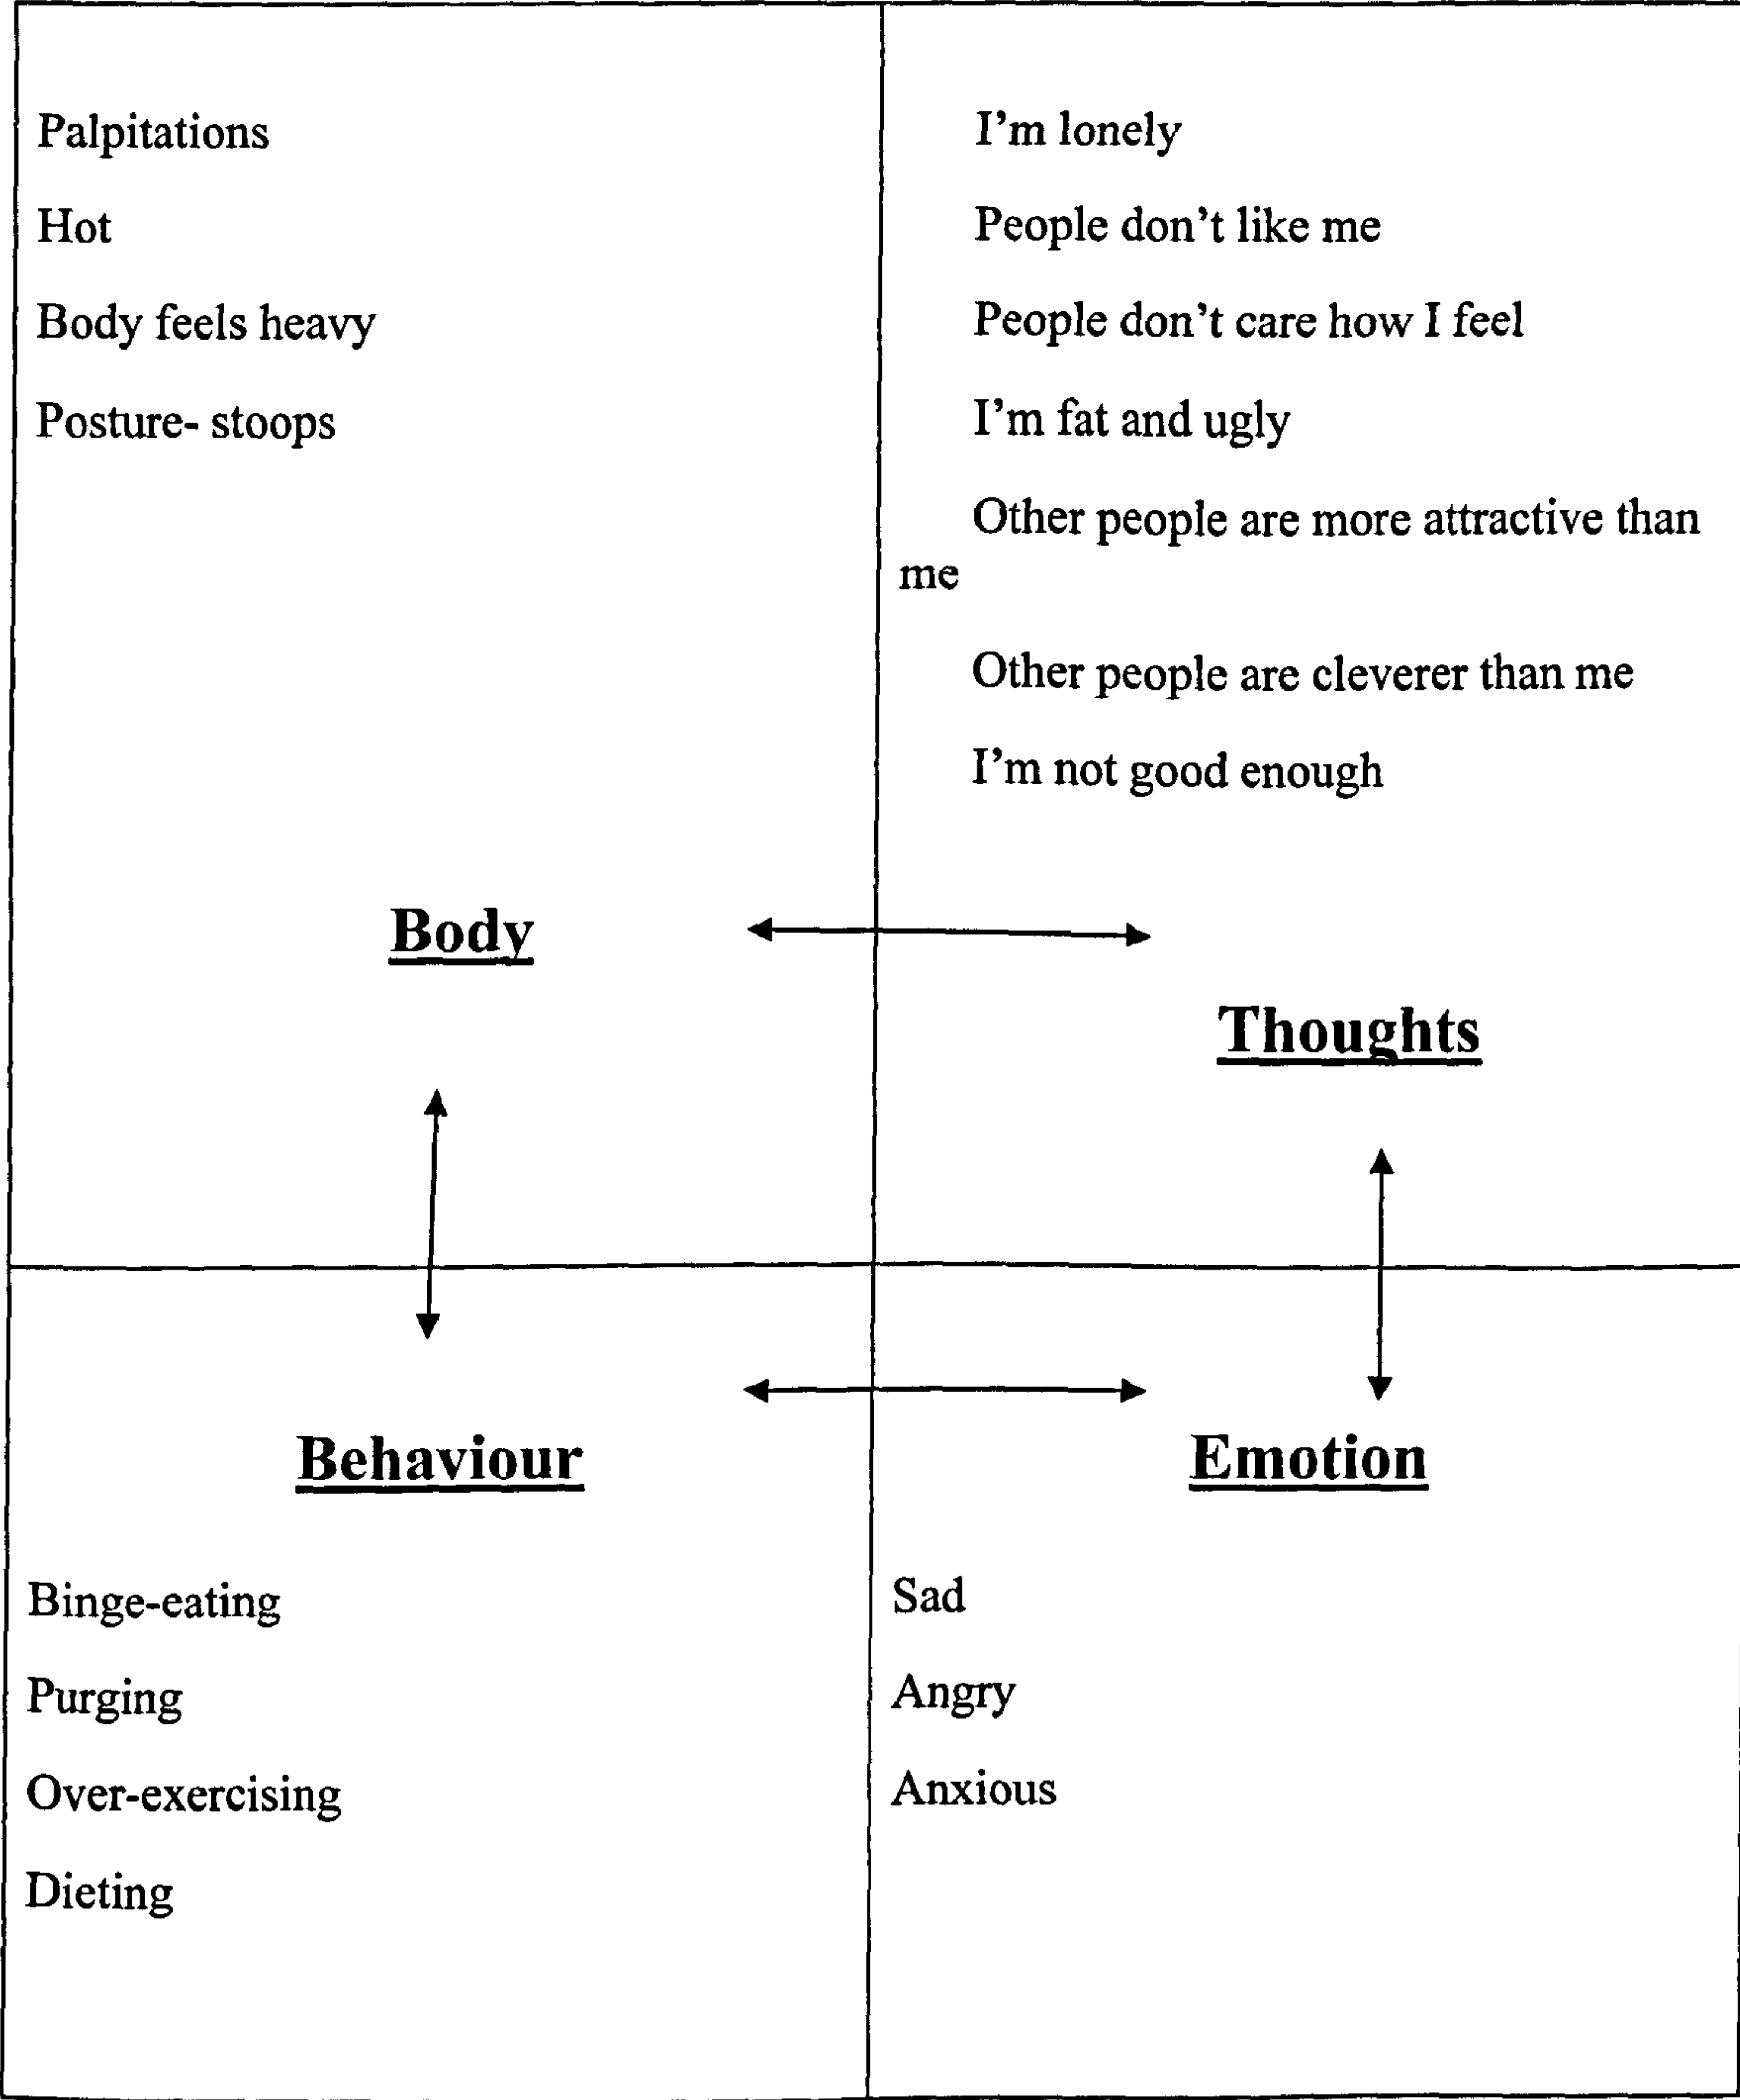 Palpitations
Hot
Body feels heavy
Posture- stoops
Body
I'm lonely
People don't like me
People don't care how I feel
I'm fat and ugly
Other people are more attractive than
me
Other people are cleverer than me
I'm not good enough
Thoughts
Behaviour
Binge-eating
Purging
Over-exercising
Dieting
Emotion
Sad
Angry
Anxious